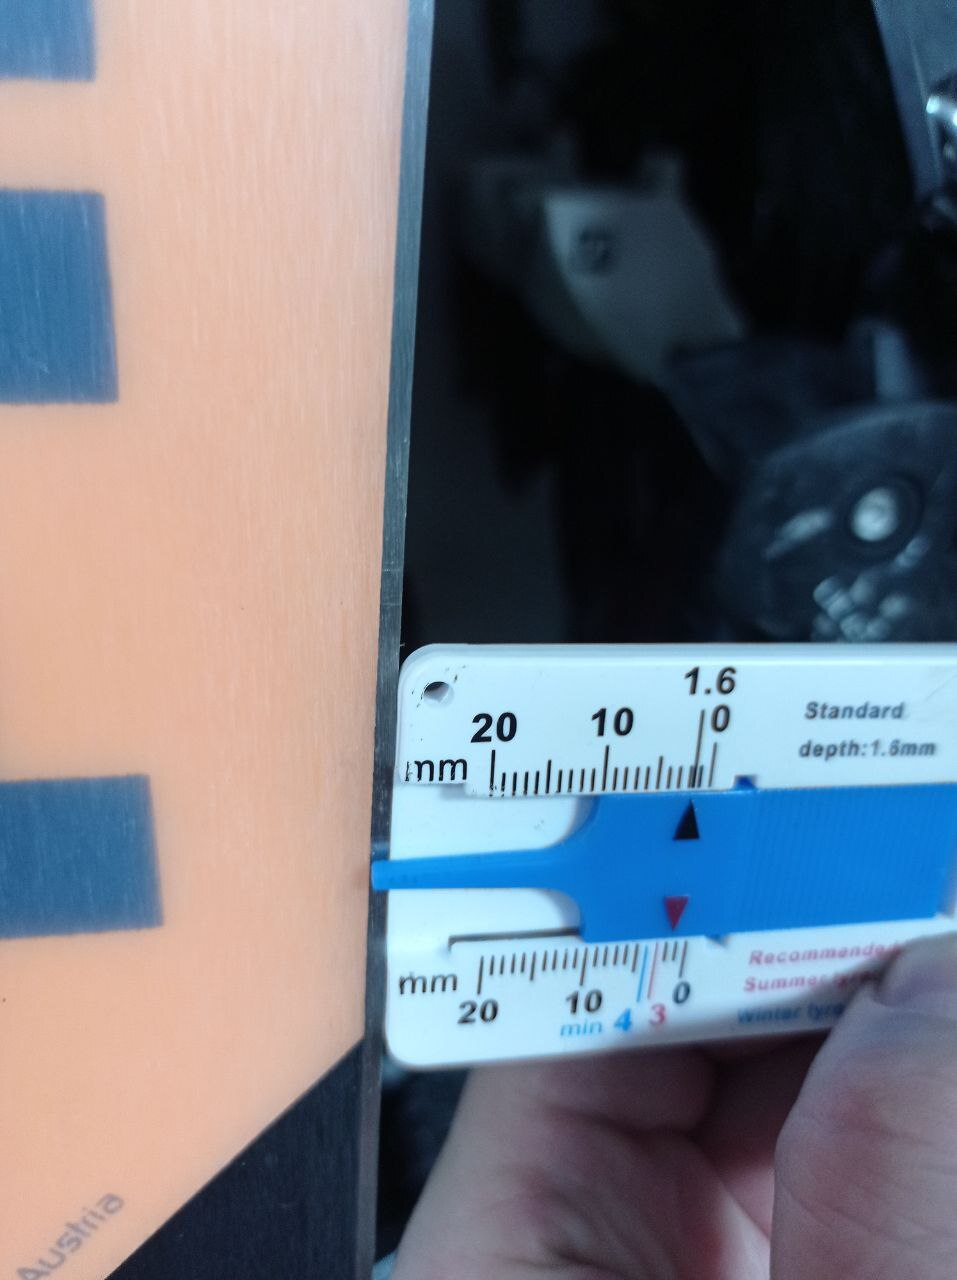 1.6
20 10 0
Standard
depth:1.6mm
mm
Recommended
Summer tyre
mm
20 10 0
min 4 3
Winter tyre
Austria